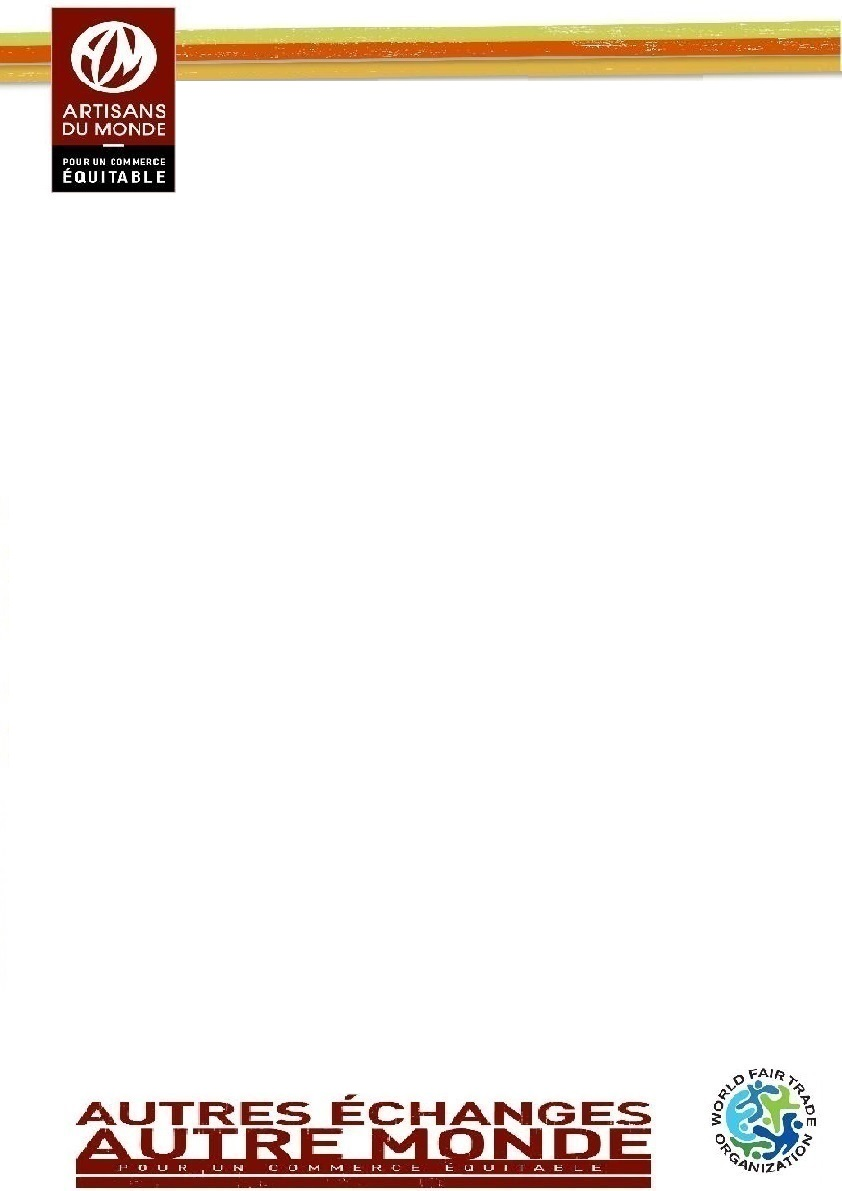 ARTISANS
DU MONDE
POUR UN COMMERCE
ÉQUITABLE
AUTRES ÉCHANGES
AUTRE MONDE
POUR UN COMMERCE ÉQUITABLE
WORLD FAIR TRADE
ORGANIZATION